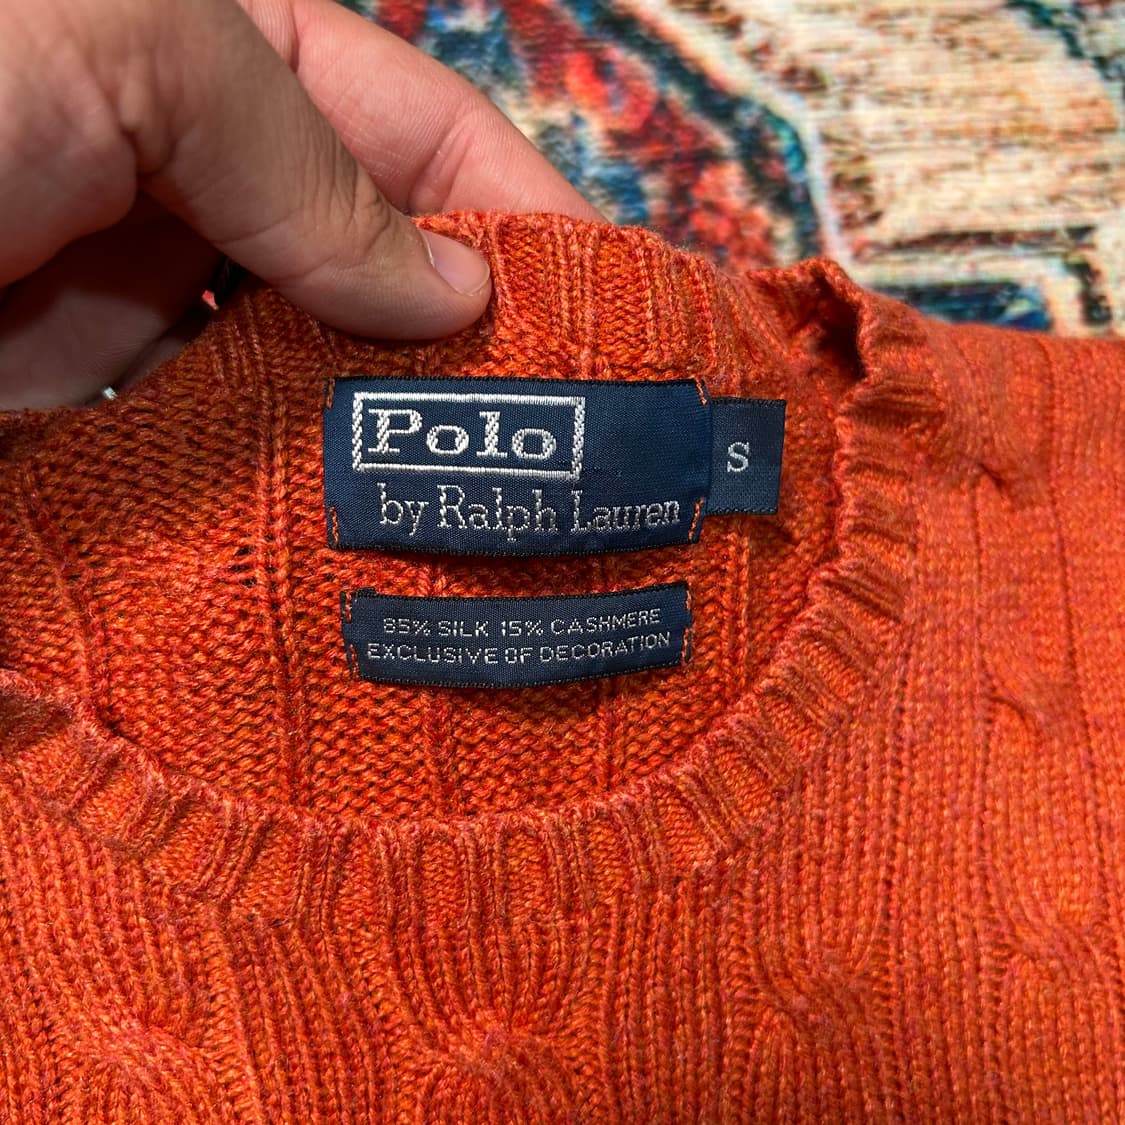 Polo
by Ralph Lauren
S
85% SILK 15% CASHMERE
EXCLUSIVE OF DECORATION